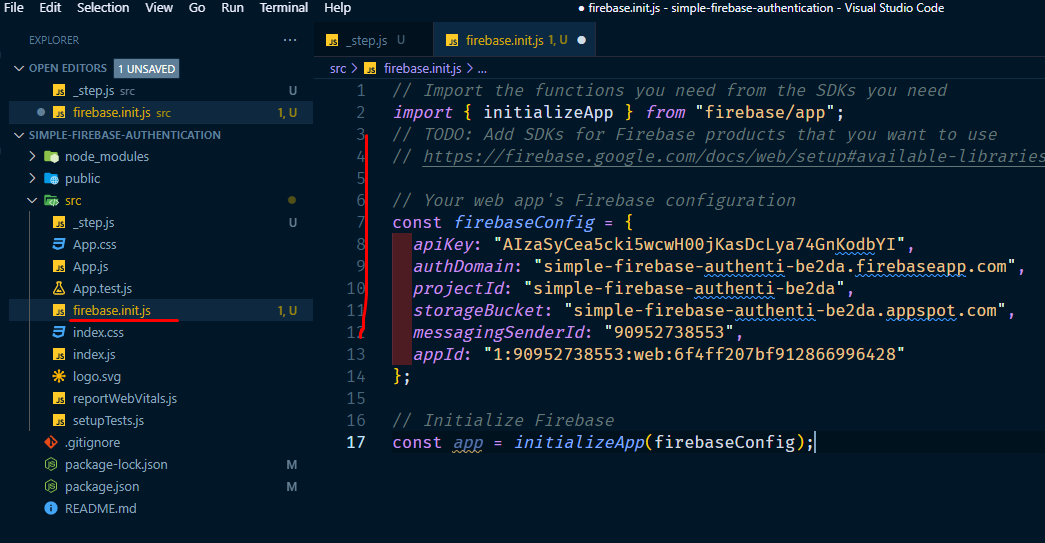 File Edit Selection View Go Run Terminal Help
● firebase.init.js - simple-firebase-authentication - Visual Studio Code
EXPLORER ...
OPEN EDITORS 1 UNSAVED
_step.js src U
firebase.init.js src 1, U
SIMPLE-FIREBASE-AUTHENTICATION
node_modules
public
src
_step.js U
App.css
App.js
App.test.js
firebase.init.js 1, U
index.css
index.js
logo.svg
reportWebVitals.js
setupTests.js
.gitignore
package-lock.json M
package.json M
README.md
_step.js U
firebase.init.js 1, U
src > firebase.init.js > ...
1 // Import the functions you need from the SDKs you need
2 import { initializeApp } from "firebase/app";
3 // TODO: Add SDKs for Firebase products that you want to use
4 // https://firebase.google.com/docs/web/setup#available-libraries
5
6 // Your web app's Firebase configuration
7 const firebaseConfig = {
8 apiKey: "AIzaSyCea5cki5wcwH00jKasDcLya74GnKodbYI",
9 authDomain: "simple-firebase-authenti-be2da.firebaseapp.com",
10 projectId: "simple-firebase-authenti-be2da",
11 storageBucket: "simple-firebase-authenti-be2da.appspot.com",
12 messagingSenderId: "90952738553",
13 appId: "1:90952738553:web:6f4ff207bf912866996428"
14 };
15
16 // Initialize Firebase
17 const app = initializeApp(firebaseConfig);